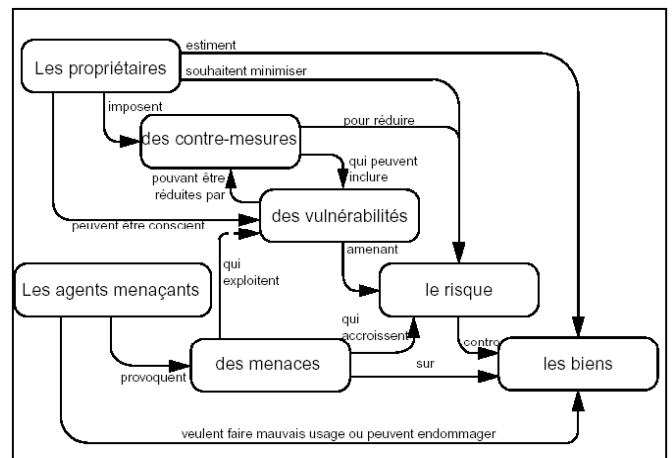 estiment
Les propriétaires
souhaitent minimiser
imposent
des contre-mesures
pour réduire
pouvant être
réduites par
qui peuvent
inclure
des vulnérabilités
peuvent être conscient
amenant
qui
exploitent
Les agents menaçants
le risque
qui
accroissent
contro
des menaces
provoquent
sur
les biens
veulent faire mauvais usage ou peuvent endommager